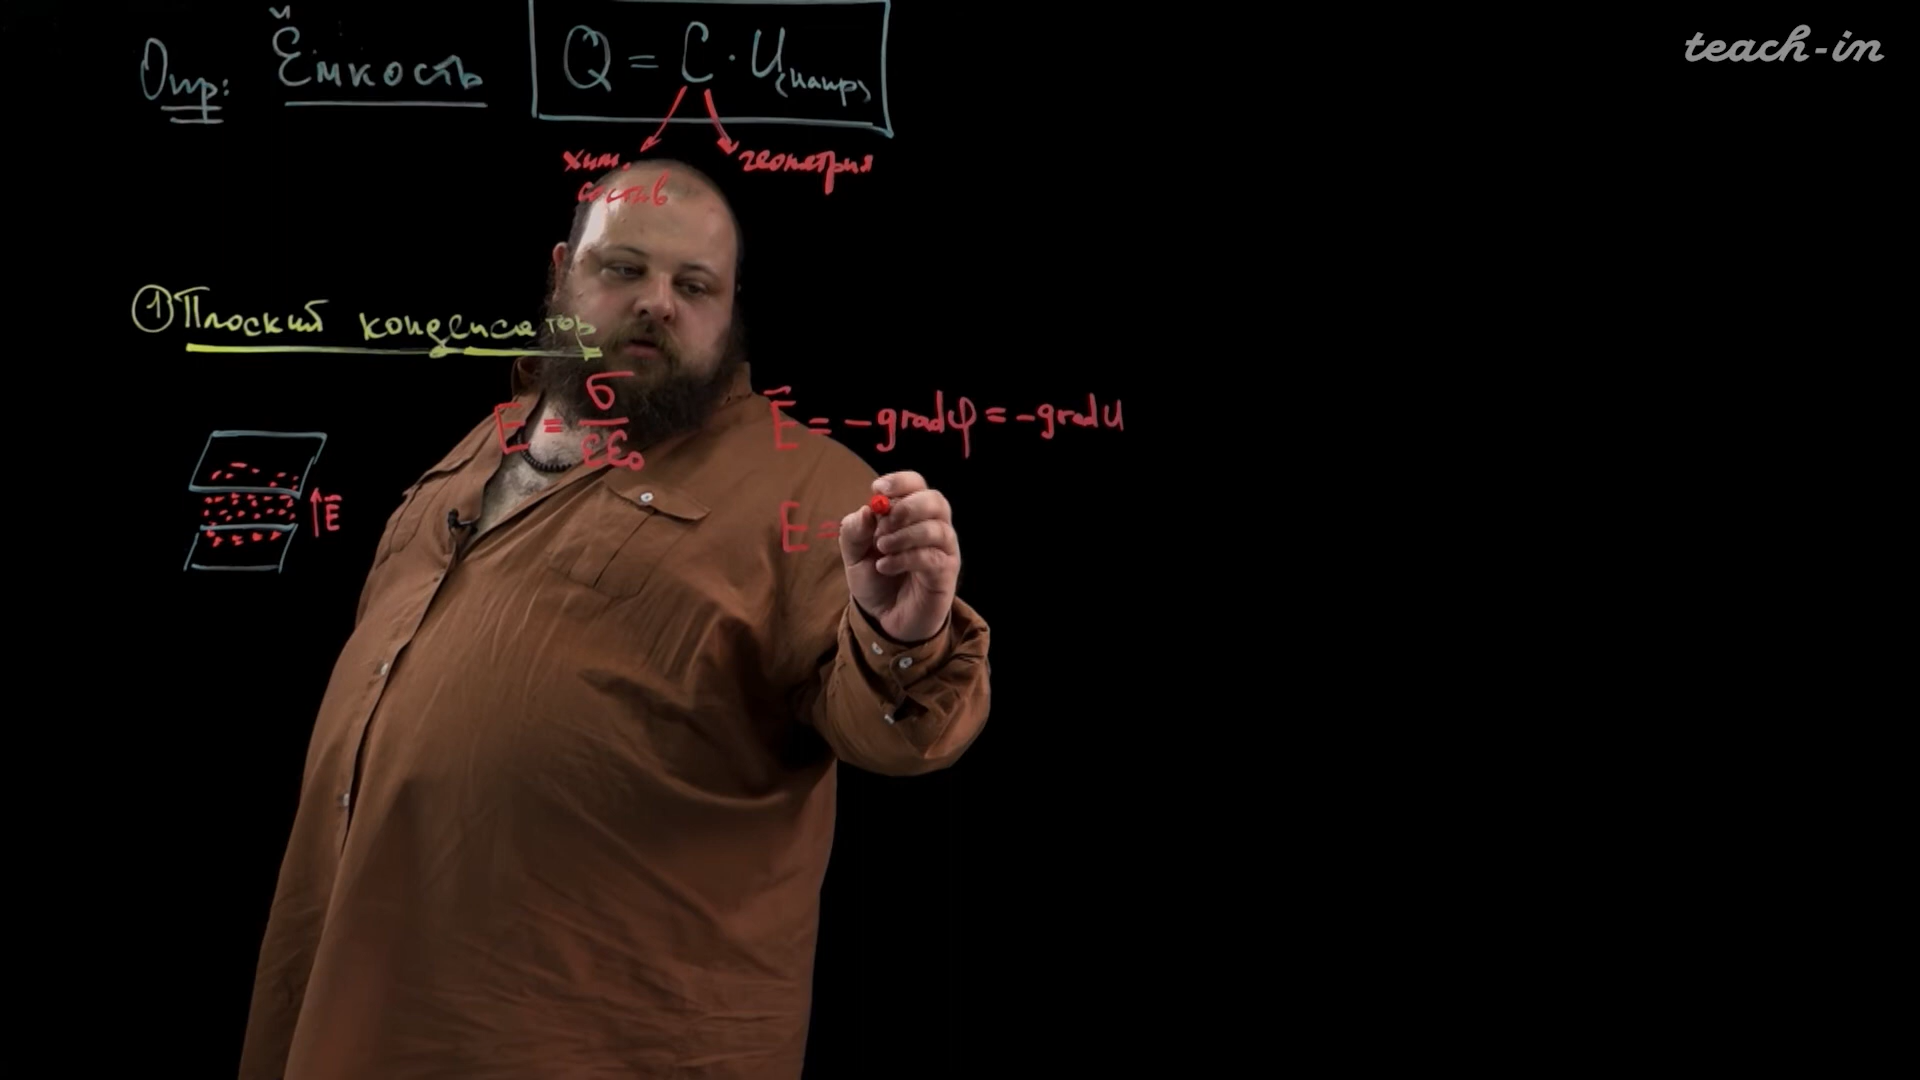 teach-in
Опр: Ёмкость Q = C · U(напр)
хим. состав геометрия
① Плоский конденсатор
E = σ/εε₀ E̅ = -gradφ = -gradU
E̅
E =